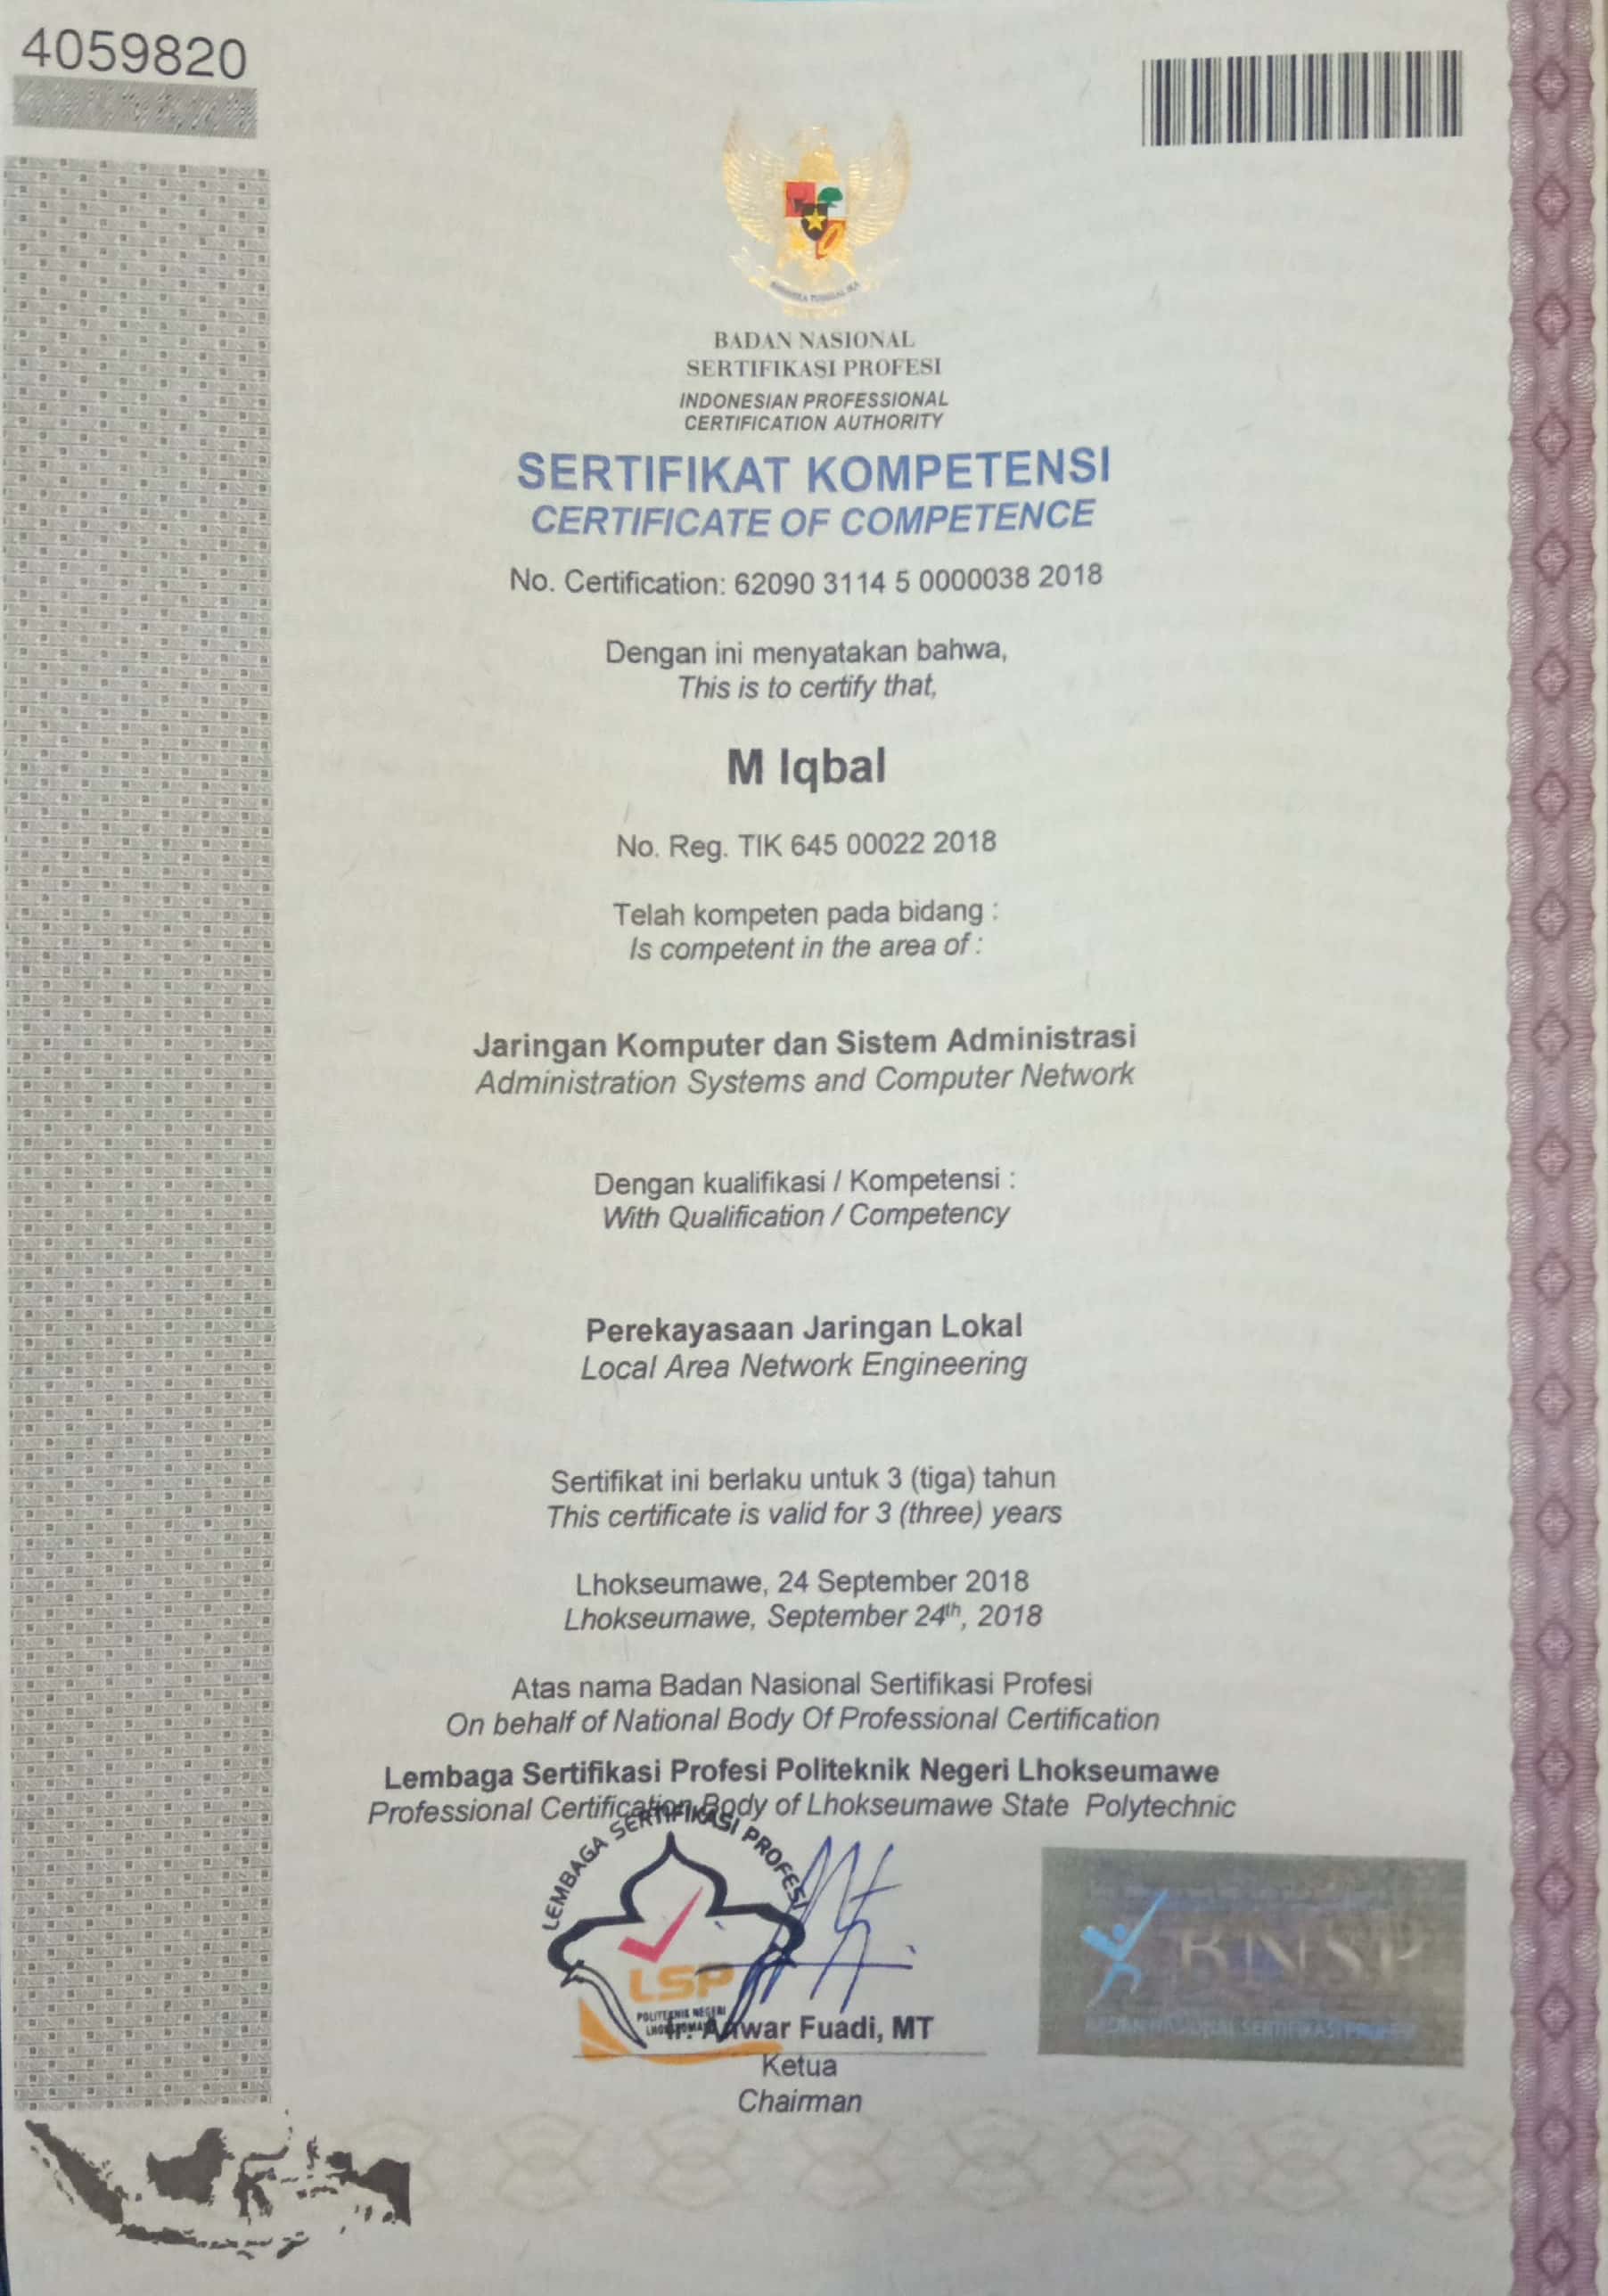 4059820
BHINNEKA TUNGGAL IKA
BADAN NASIONAL
SERTIFIKASI PROFESI
INDONESIAN PROFESSIONAL
CERTIFICATION AUTHORITY
SERTIFIKAT KOMPETENSI
CERTIFICATE OF COMPETENCE
No. Certification: 62090 3114 5 0000038 2018
Dengan ini menyatakan bahwa,
This is to certify that,
M Iqbal
No. Reg. TIK 645 00022 2018
Telah kompeten pada bidang :
Is competent in the area of :
Jaringan Komputer dan Sistem Administrasi
Administration Systems and Computer Network
Dengan kualifikasi / Kompetensi :
With Qualification / Competency
Perekayasaan Jaringan Lokal
Local Area Network Engineering
Sertifikat ini berlaku untuk 3 (tiga) tahun
This certificate is valid for 3 (three) years
Lhokseumawe, 24 September 2018
Lhokseumawe, September 24th, 2018
Atas nama Badan Nasional Sertifikasi Profesi
On behalf of National Body Of Professional Certification
Lembaga Sertifikasi Profesi Politeknik Negeri Lhokseumawe
Professional Certification Body of Lhokseumawe State Polytechnic
LEMBAGA SERTIFIKASI PROFESI
LSP
POLITEKNIK NEGERI
LHOKSEUMAWE
Ir. Anwar Fuadi, MT
Ketua
Chairman
BNSP
BADAN NASIONAL SERTIFIKASI PROFESI